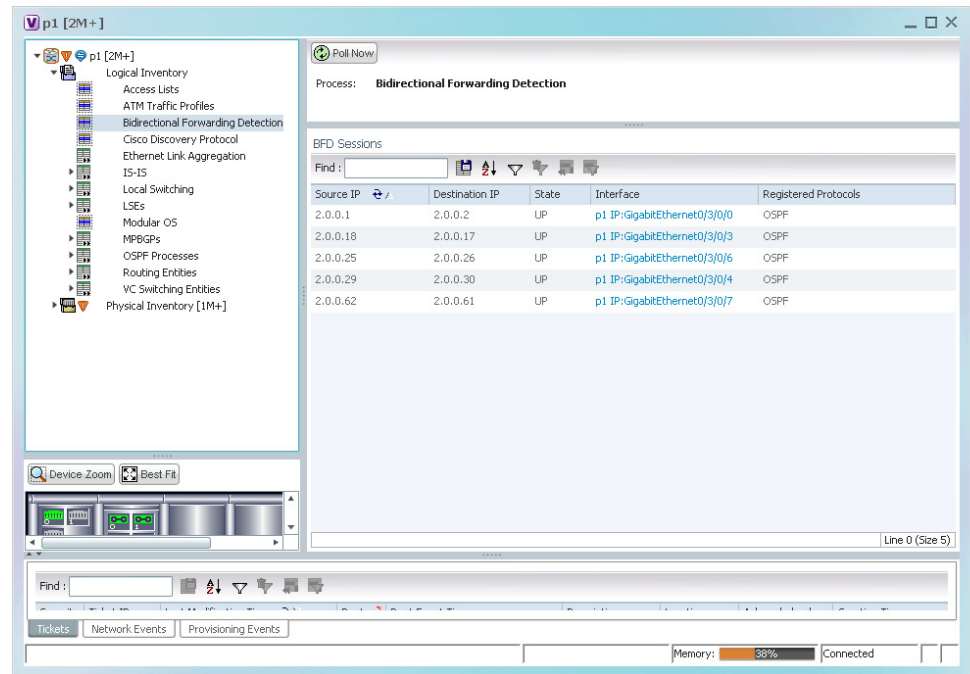 p1 [2M+]
p1 [2M+]
Logical Inventory
Access Lists
ATM Traffic Profiles
Bidirectional Forwarding Detection
Cisco Discovery Protocol
Ethernet Link Aggregation
IS-IS
Local Switching
LSEs
Modular OS
MPBGPs
OSPF Processes
Routing Entities
VC Switching Entities
Physical Inventory [1M+]
Device Zoom Best Fit
Poll Now
Process: Bidirectional Forwarding Detection
BFD Sessions
Find :
Source IP Destination IP State Interface Registered Protocols
2.0.0.1 2.0.0.2 UP p1 IP:GigabitEthernet0/3/0/0 OSPF
2.0.0.18 2.0.0.17 UP p1 IP:GigabitEthernet0/3/0/3 OSPF
2.0.0.25 2.0.0.26 UP p1 IP:GigabitEthernet0/3/0/6 OSPF
2.0.0.29 2.0.0.30 UP p1 IP:GigabitEthernet0/3/0/4 OSPF
2.0.0.62 2.0.0.61 UP p1 IP:GigabitEthernet0/3/0/7 OSPF
Line 0 (Size 5)
Find :
Tickets Network Events Provisioning Events
Memory: 38% Connected